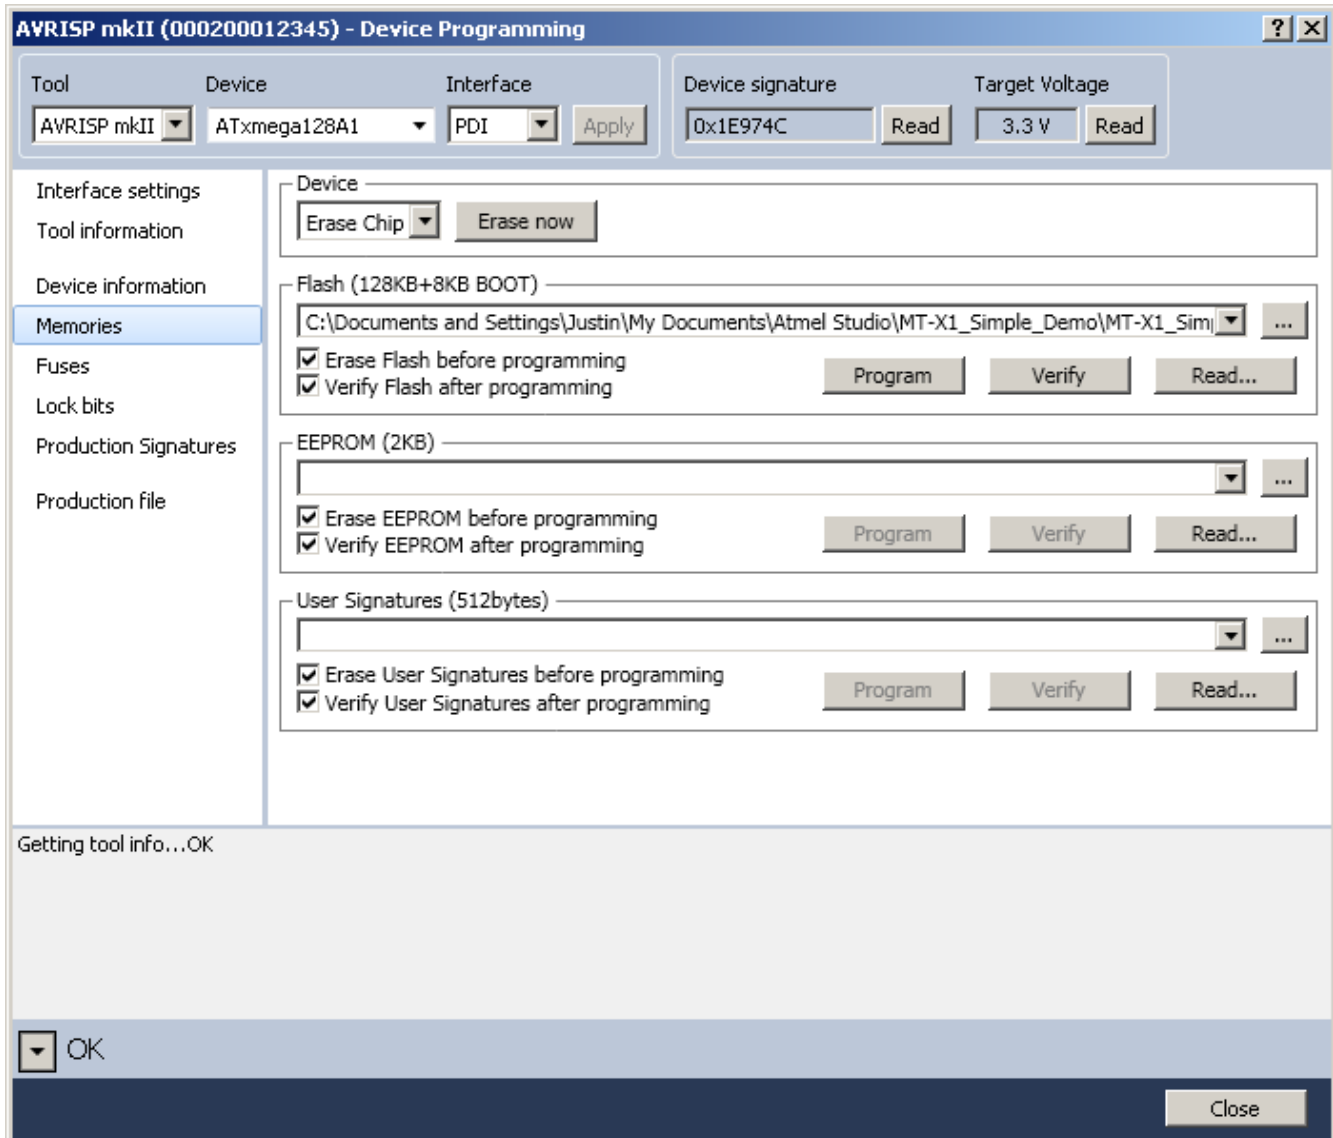 AVRISP mkII (000200012345) - Device Programming
Tool Device Interface Device signature Target Voltage
AVRISP mkII ATxmega128A1 PDI Apply 0x1E974C Read 3.3 V Read
Interface settings
Tool information
Device information
Memories
Fuses
Lock bits
Production Signatures
Production file
Device
Erase Chip Erase now
Flash (128KB+8KB BOOT)
C:\Documents and Settings\Justin\My Documents\Atmel Studio\MT-X1_Simple_Demo\MT-X1_Sim ...
Erase Flash before programming
Verify Flash after programming
Program Verify Read...
EEPROM (2KB)
...
Erase EEPROM before programming
Verify EEPROM after programming
Program Verify Read...
User Signatures (512bytes)
...
Erase User Signatures before programming
Verify User Signatures after programming
Program Verify Read...
Getting tool info...OK
OK
Close